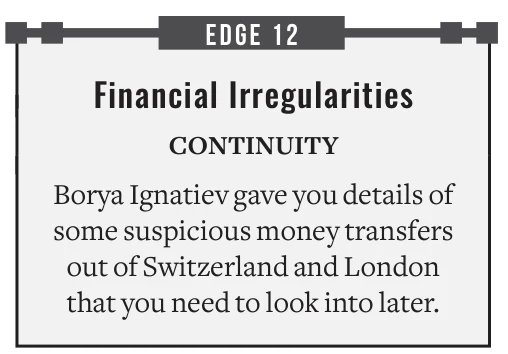 EDGE 12
Financial Irregularities
CONTINUITY
Borya Ignatiev gave you details of
some suspicious money transfers
out of Switzerland and London
that you need to look into later.